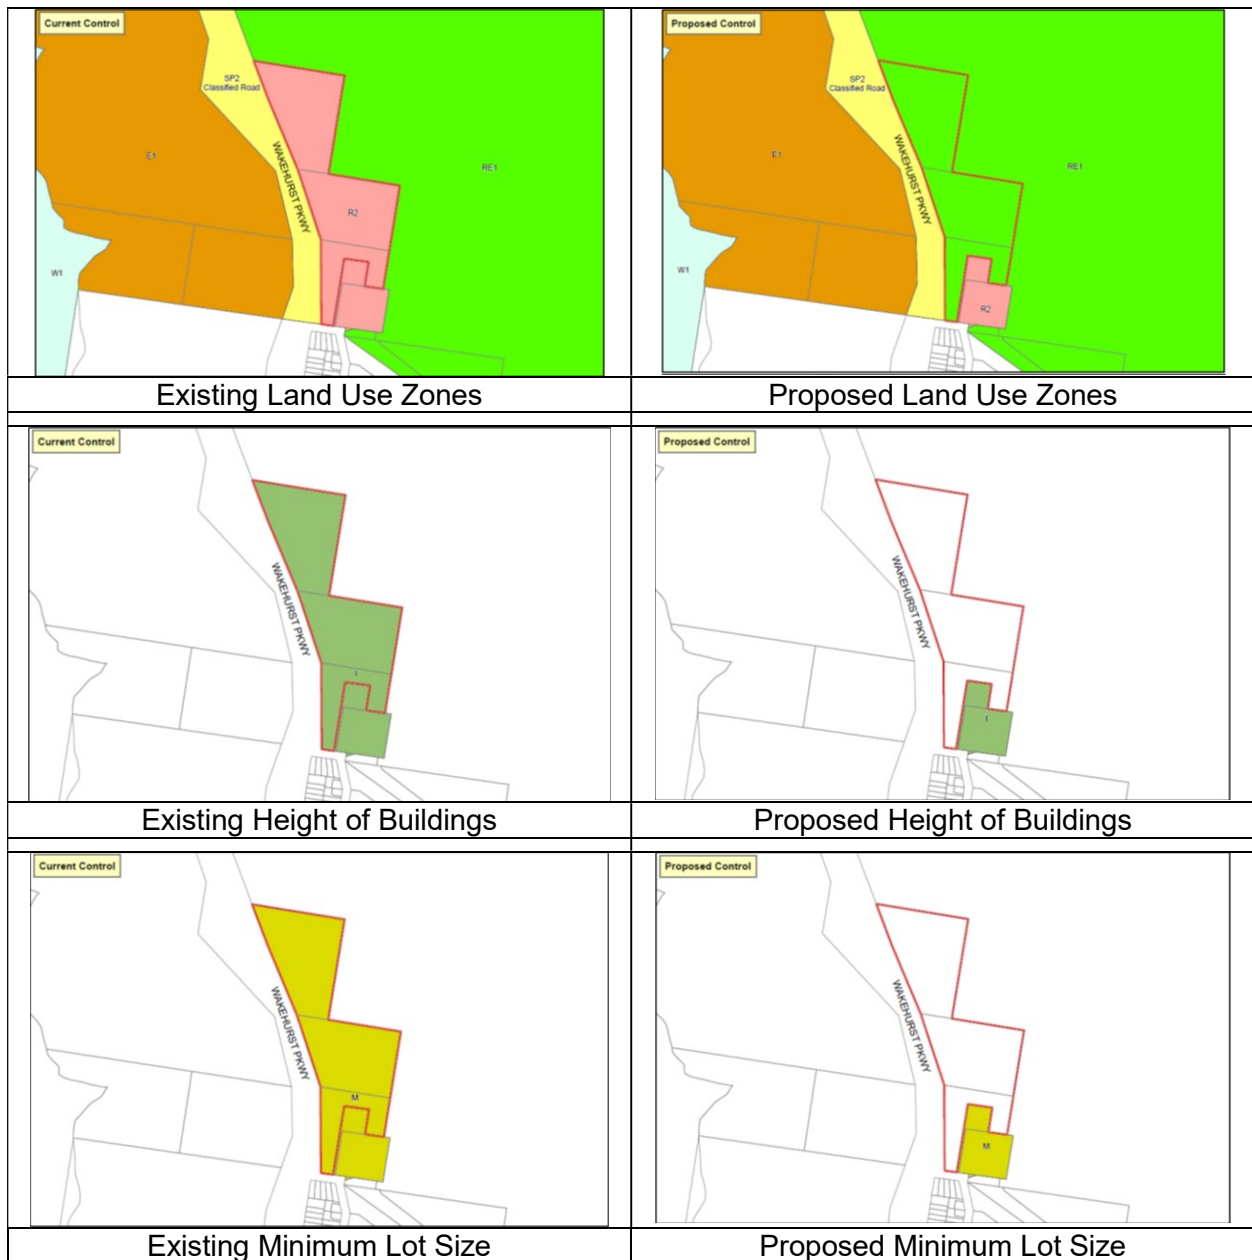 Current Control
SP2
Classified Road
E1
WAKEHURST PKWY
RE1
R2
W1
Proposed Control
SP2
Classified Road
E1
WAKEHURST PKWY
RE1
W1
R2
Existing Land Use Zones
Proposed Land Use Zones
Current Control
WAKEHURST PKWY
I
Proposed Control
WAKEHURST PKWY
I
Existing Height of Buildings
Proposed Height of Buildings
Current Control
WAKEHURST PKWY
M
Proposed Control
WAKEHURST PKWY
M
Existing Minimum Lot Size
Proposed Minimum Lot Size